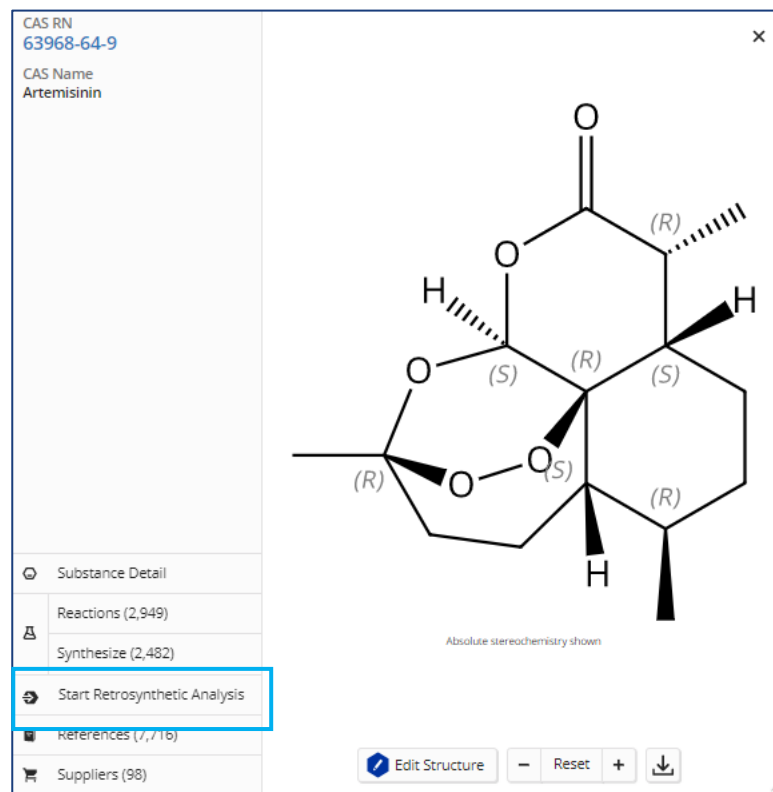 CAS RN
63968-64-9
CAS Name
Artemisinin
O
(R)
O
H
H
O
(S)
(R)
(S)
O
(S)
(R)
O
(R)
H
Absolute stereochemistry shown
Substance Detail
Reactions (2,949)
Synthesize (2,482)
Start Retrosynthetic Analysis
References (7,716)
Suppliers (98)
Edit Structure
Reset